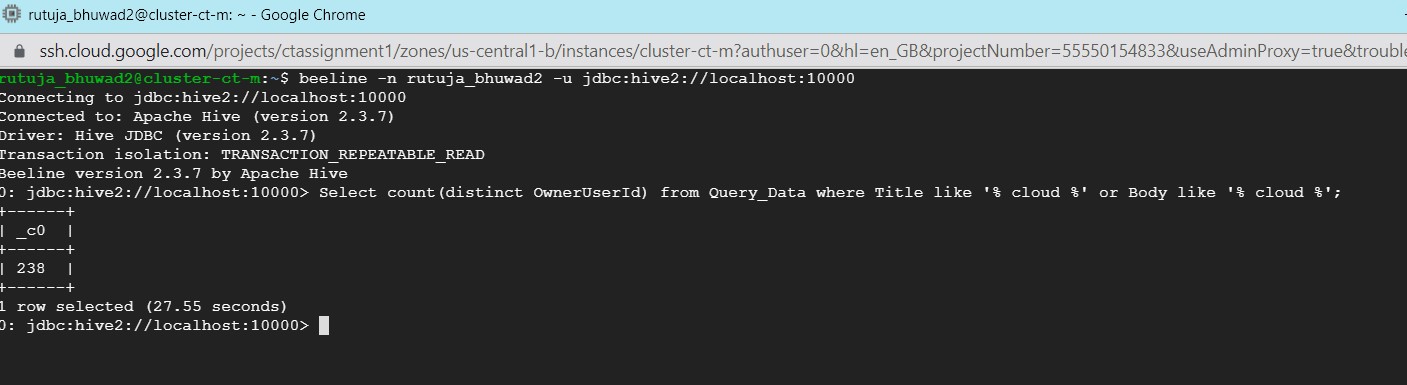 rutuja_bhuwad2@cluster-ct-m: ~ - Google Chrome
ssh.cloud.google.com/projects/ctassignment1/zones/us-central1-b/instances/cluster-ct-m?authuser=0&hl=en_GB&projectNumber=55550154833&useAdminProxy=true&trouble
rutuja_bhuwad2@cluster-ct-m:~$ beeline -n rutuja_bhuwad2 -u jdbc:hive2://localhost:10000
Connecting to jdbc:hive2://localhost:10000
Connected to: Apache Hive (version 2.3.7)
Driver: Hive JDBC (version 2.3.7)
Transaction isolation: TRANSACTION_REPEATABLE_READ
Beeline version 2.3.7 by Apache Hive
0: jdbc:hive2://localhost:10000> Select count(distinct OwnerUserId) from Query_Data where Title like '% cloud %' or Body like '% cloud %';
+------+
| _c0  |
+------+
| 238  |
+------+
1 row selected (27.55 seconds)
0: jdbc:hive2://localhost:10000>